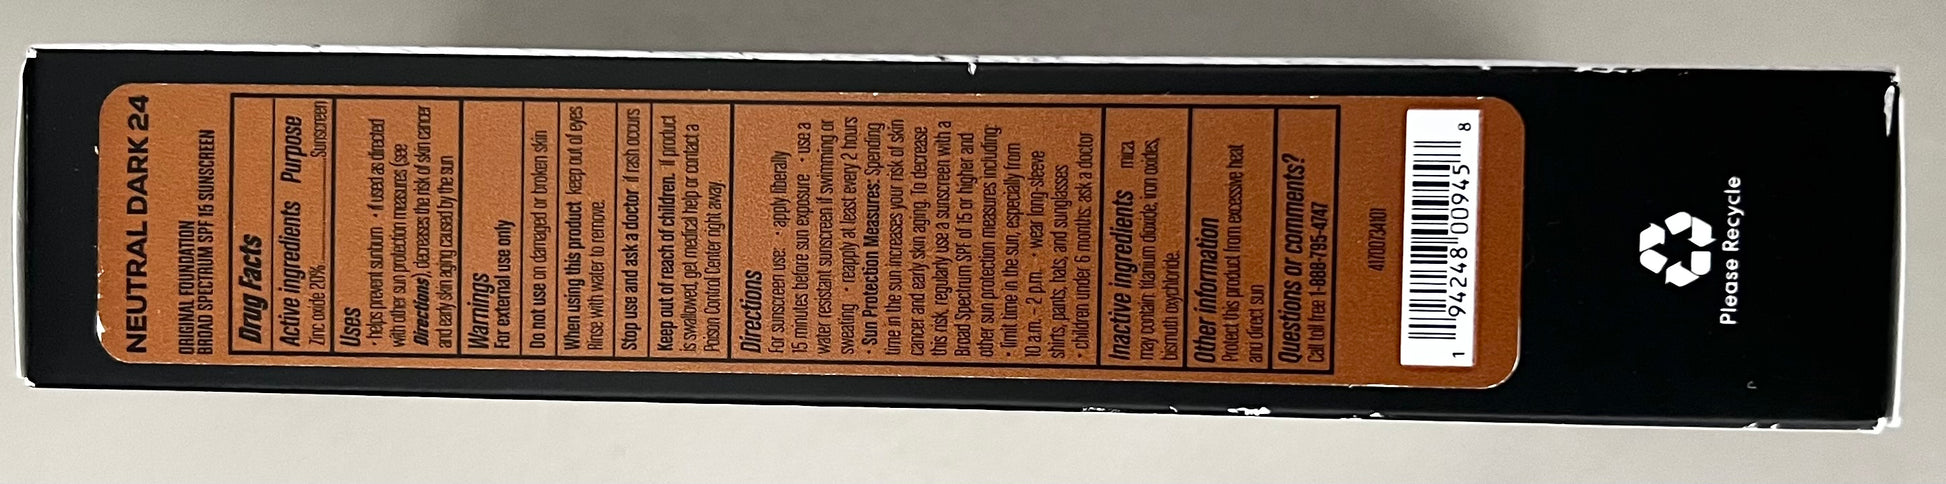 NEUTRAL DARK 24
ORIGINAL FOUNDATION
BROAD SPECTRUM SPF 15 SUNSCREEN
Drug Facts
Active ingredients Purpose
Zinc oxide 20%..................Sunscreen
Uses
• helps prevent sunburn • if used as directed
with other sun protection measures (see
Directions), decreases the risk of skin cancer
and early skin aging caused by the sun
Warnings
For external use only
Do not use on damaged or broken skin
When using this product keep out of eyes
Rinse with water to remove.
Stop use and ask a doctor if rash occurs
Keep out of reach of children. If product
is swallowed, get medical help or contact a
Poison Control Center right away.
Directions
For sunscreen use: • apply liberally
15 minutes before sun exposure • use a
water resistant sunscreen if swimming or
sweating • reapply at least every 2 hours
• Sun Protection Measures: Spending
time in the sun increases your risk of skin
cancer and early skin aging. To decrease
this risk, regularly use a sunscreen with a
Broad Spectrum SPF of 15 or higher and
other sun protection measures including:
• limit time in the sun, especially from
10 a.m. – 2 p.m. • wear long-sleeve
shirts, pants, hats, and sunglasses
• children under 6 months: ask a doctor
Inactive ingredients mica
may contain: titanium dioxide, iron oxides,
bismuth oxychloride.
Other information
Protect this product from excessive heat
and direct sun
Questions or comments?
Call toll free 1-888-795-4747
4170073410
1 94248 00945 8
Please Recycle